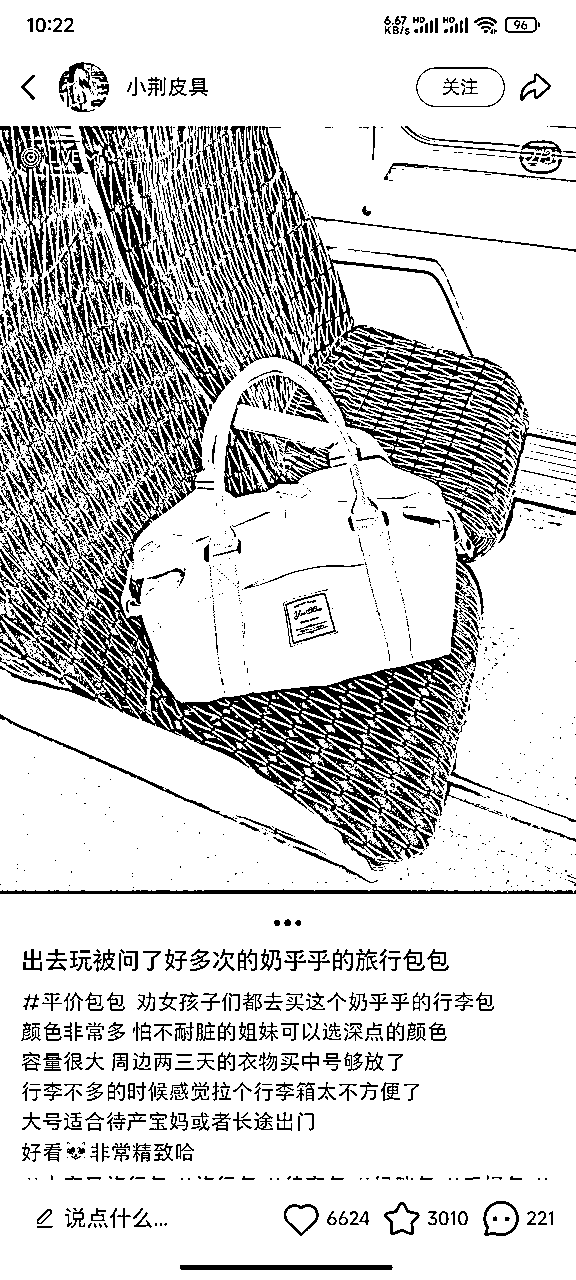 10:22
6.67 KB/s HD HD 96
小荆皮具
关注
LIVE
2/3
出去玩被问了好多次的奶乎乎的旅行包包
#平价包包 劝女孩子们都去买这个奶乎乎的行李包
颜色非常多 怕不耐脏的姐妹可以选深点的颜色
容量很大 周边两三天的衣物买中号够放了
行李不多的时候感觉拉个行李箱太不方便了
大号适合待产宝妈或者长途出门
好看😍非常精致哈
说点什么...
6624
3010
221